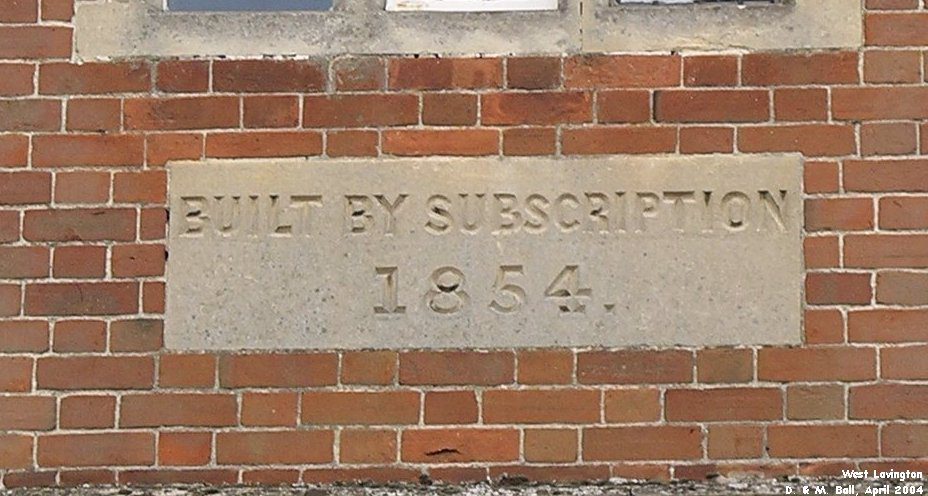 BUILT BY SUBSCRIPTION
1854.
West Lavington
D. & M. Ball, April 2004